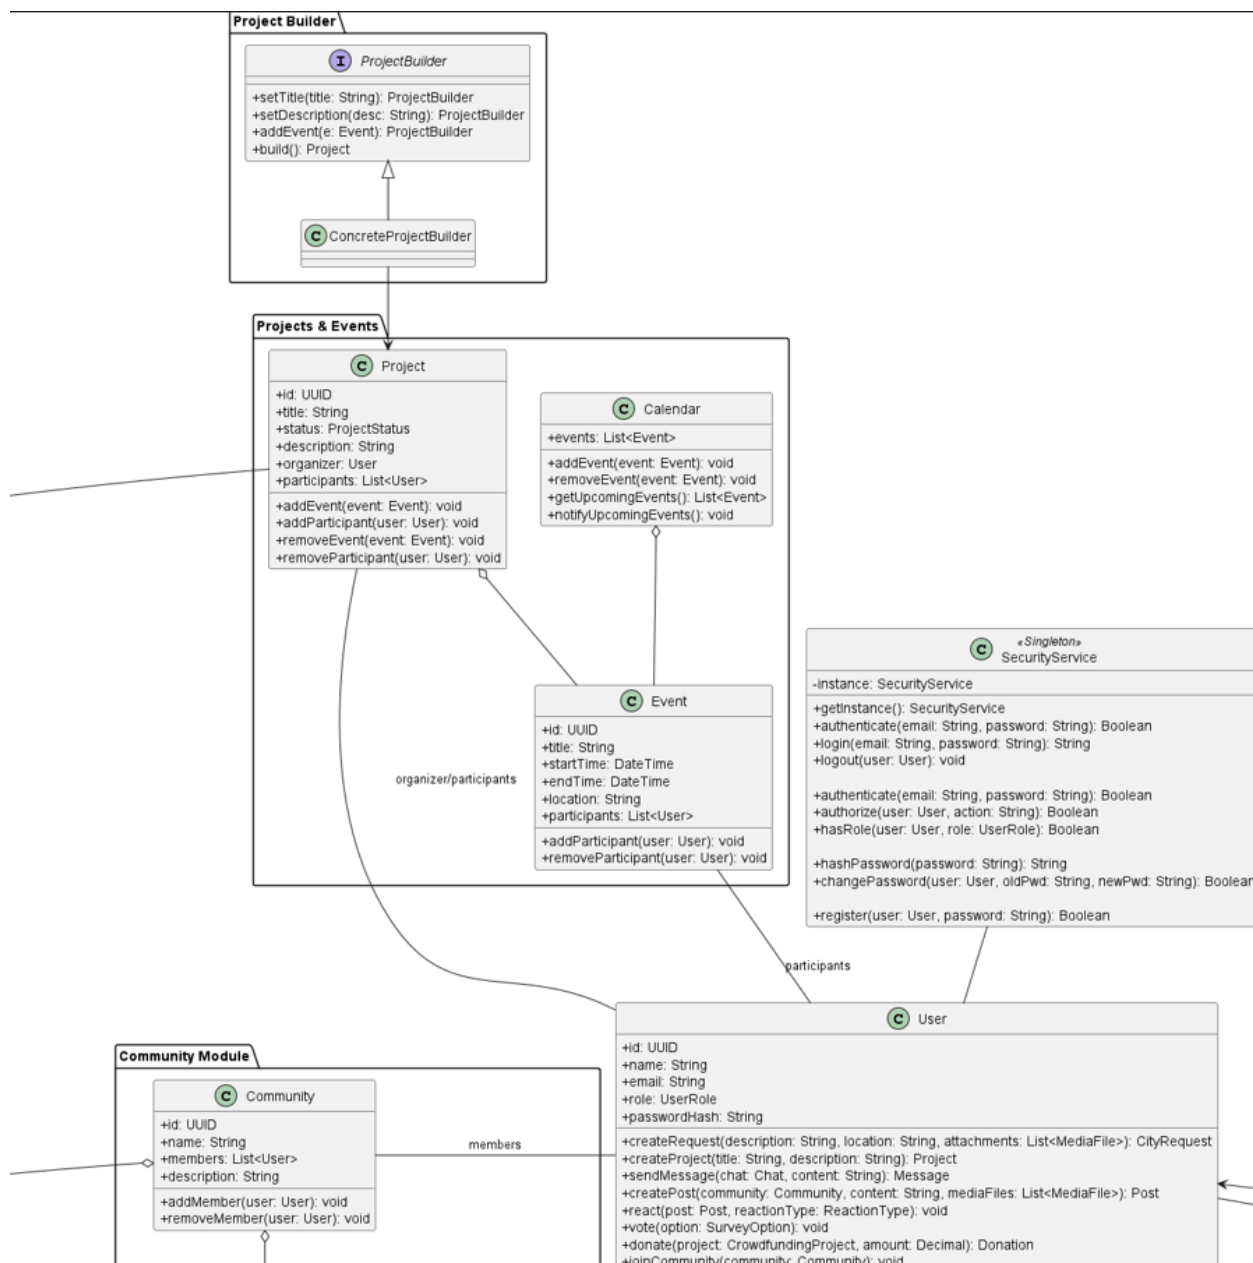 Project Builder
I ProjectBuilder
+setTitle(title: String): ProjectBuilder
+setDescription(desc: String): ProjectBuilder
+addEvent(e: Event): ProjectBuilder
+build(): Project
C ConcreteProjectBuilder
Projects & Events
C Project
+id: UUID
+title: String
+status: ProjectStatus
+description: String
+organizer: User
+participants: List<User>
+addEvent(event: Event): void
+addParticipant(user: User): void
+removeEvent(event: Event): void
+removeParticipant(user: User): void
C Calendar
+events: List<Event>
+addEvent(event: Event): void
+removeEvent(event: Event): void
+getUpcomingEvents(): List<Event>
+notifyUpcomingEvents(): void
C Event
+id: UUID
+title: String
+startTime: DateTime
+endTime: DateTime
+location: String
+participants: List<User>
+addParticipant(user: User): void
+removeParticipant(user: User): void
organizer/participants
C «Singleton»
SecurityService
-instance: SecurityService
+getInstance(): SecurityService
+authenticate(email: String, password: String): Boolean
+login(email: String, password: String): String
+logout(user: User): void
+authenticate(email: String, password: String): Boolean
+authorize(user: User, action: String): Boolean
+hasRole(user: User, role: UserRole): Boolean
+hashPassword(password: String): String
+changePassword(user: User, oldPwd: String, newPwd: String): Boolean
+register(user: User, password: String): Boolean
participants
C User
+id: UUID
+name: String
+email: String
+role: UserRole
+passwordHash: String
+createRequest(description: String, location: String, attachments: List<MediaFile>): CityRequest
+createProject(title: String, description: String): Project
+sendMessage(chat: Chat, content: String): Message
+createPost(community: Community, content: String, mediaFiles: List<MediaFile>): Post
+react(post: Post, reactionType: ReactionType): void
+vote(option: SurveyOption): void
+donate(project: CrowdfundingProject, amount: Decimal): Donation
+joinCommunity(community: Community): void
Community Module
C Community
+id: UUID
+name: String
+members: List<User>
+description: String
+addMember(user: User): void
+removeMember(user: User): void
members